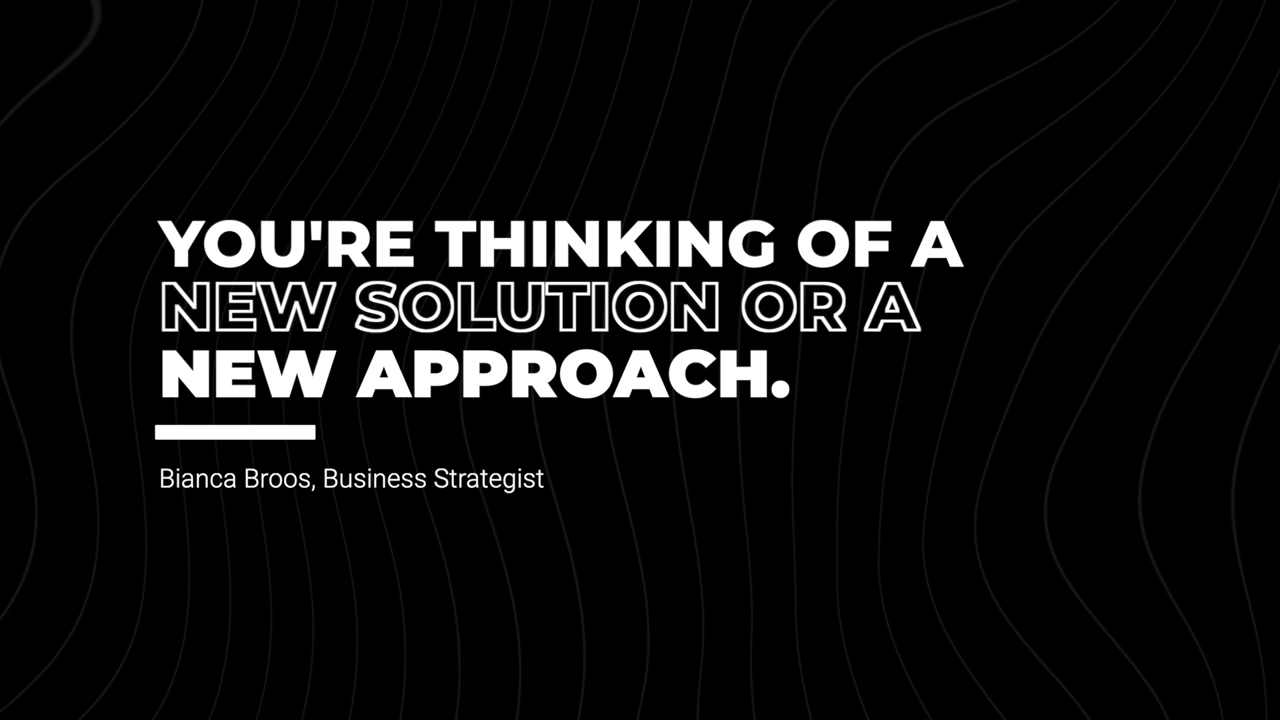 YOU'RE THINKING OF A
NEW SOLUTION OR A
NEW APPROACH.
Bianca Broos, Business Strategist